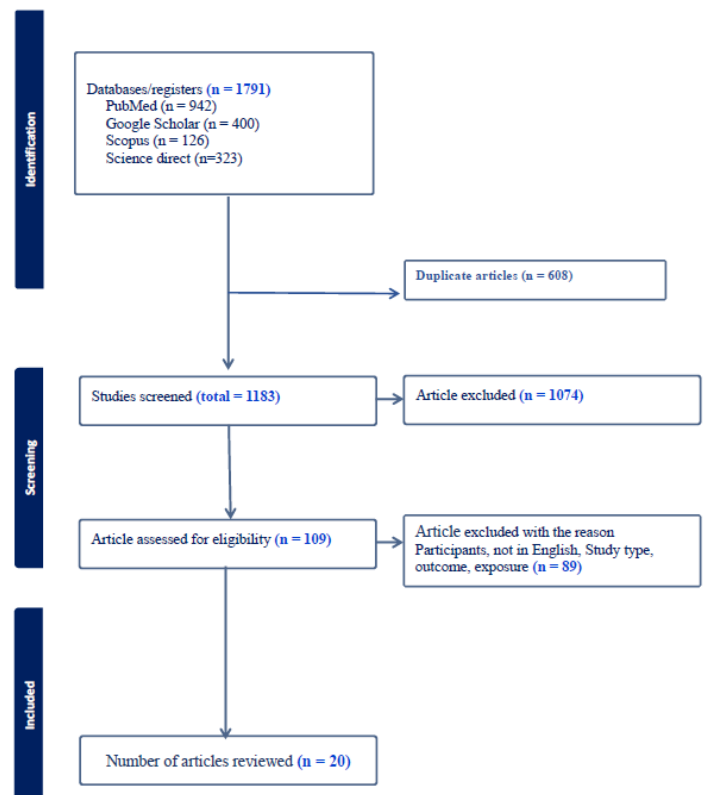 Identification
Databases/registers (n = 1791)
PubMed (n = 942)
Google Scholar (n = 400)
Scopus (n = 126)
Science direct (n=323)
Duplicate articles (n = 608)
Screening
Studies screened (total = 1183)
Article excluded (n = 1074)
Article assessed for eligibility (n = 109)
Article excluded with the reason
Participants, not in English, Study type,
outcome, exposure (n = 89)
Included
Number of articles reviewed (n = 20)